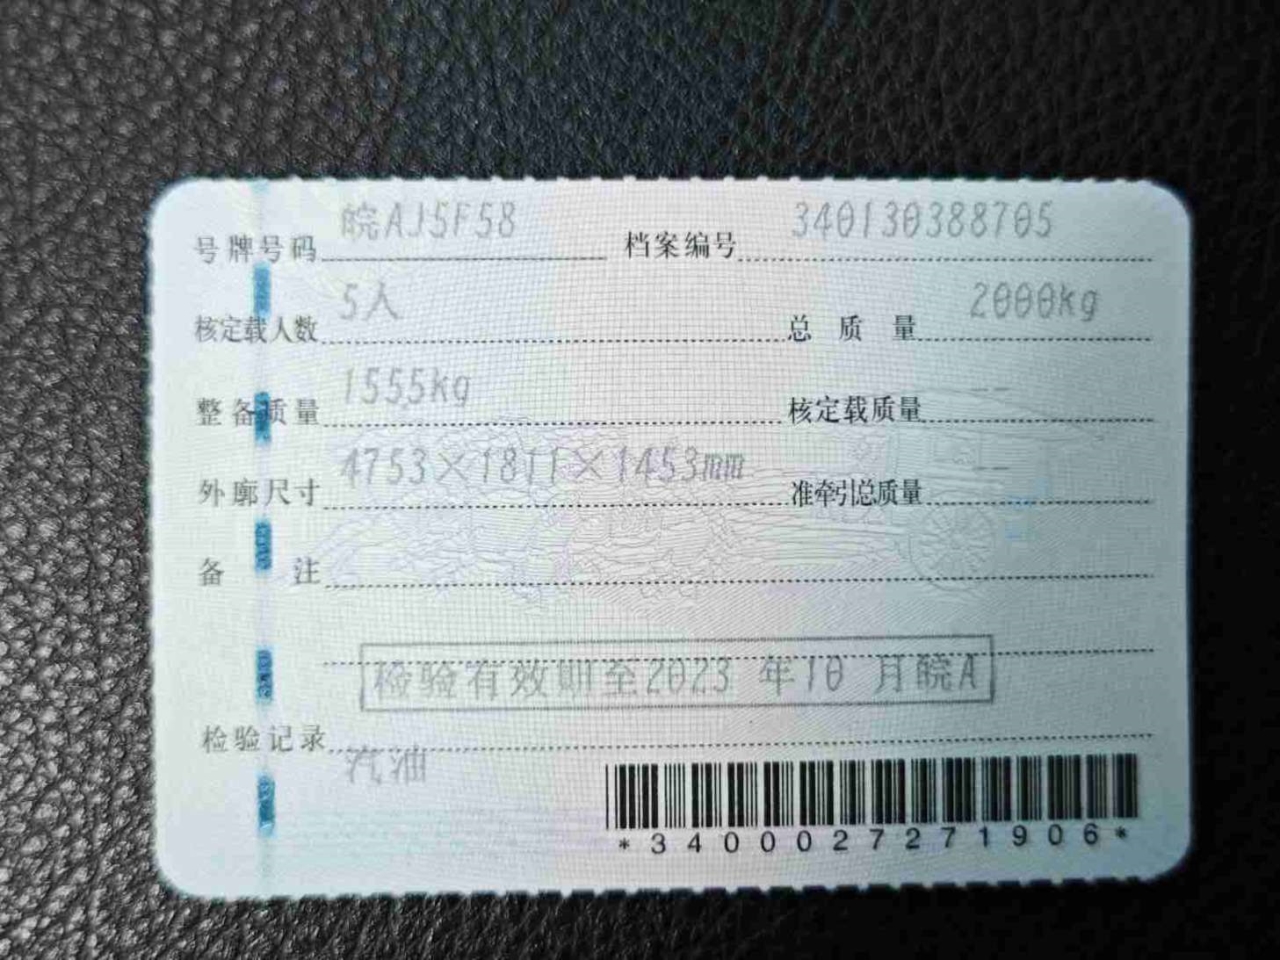 号牌号码 皖AJ5F58 档案编号 340130388705
核定载人数 5人 总质量 2000kg
整备质量 1555kg 核定载质量 --
外廓尺寸 4753×1811×1453mm 准牵引总质量 --
备注
检验有效期至2023 年10 月皖A
检验记录
汽油
*3400027271906*